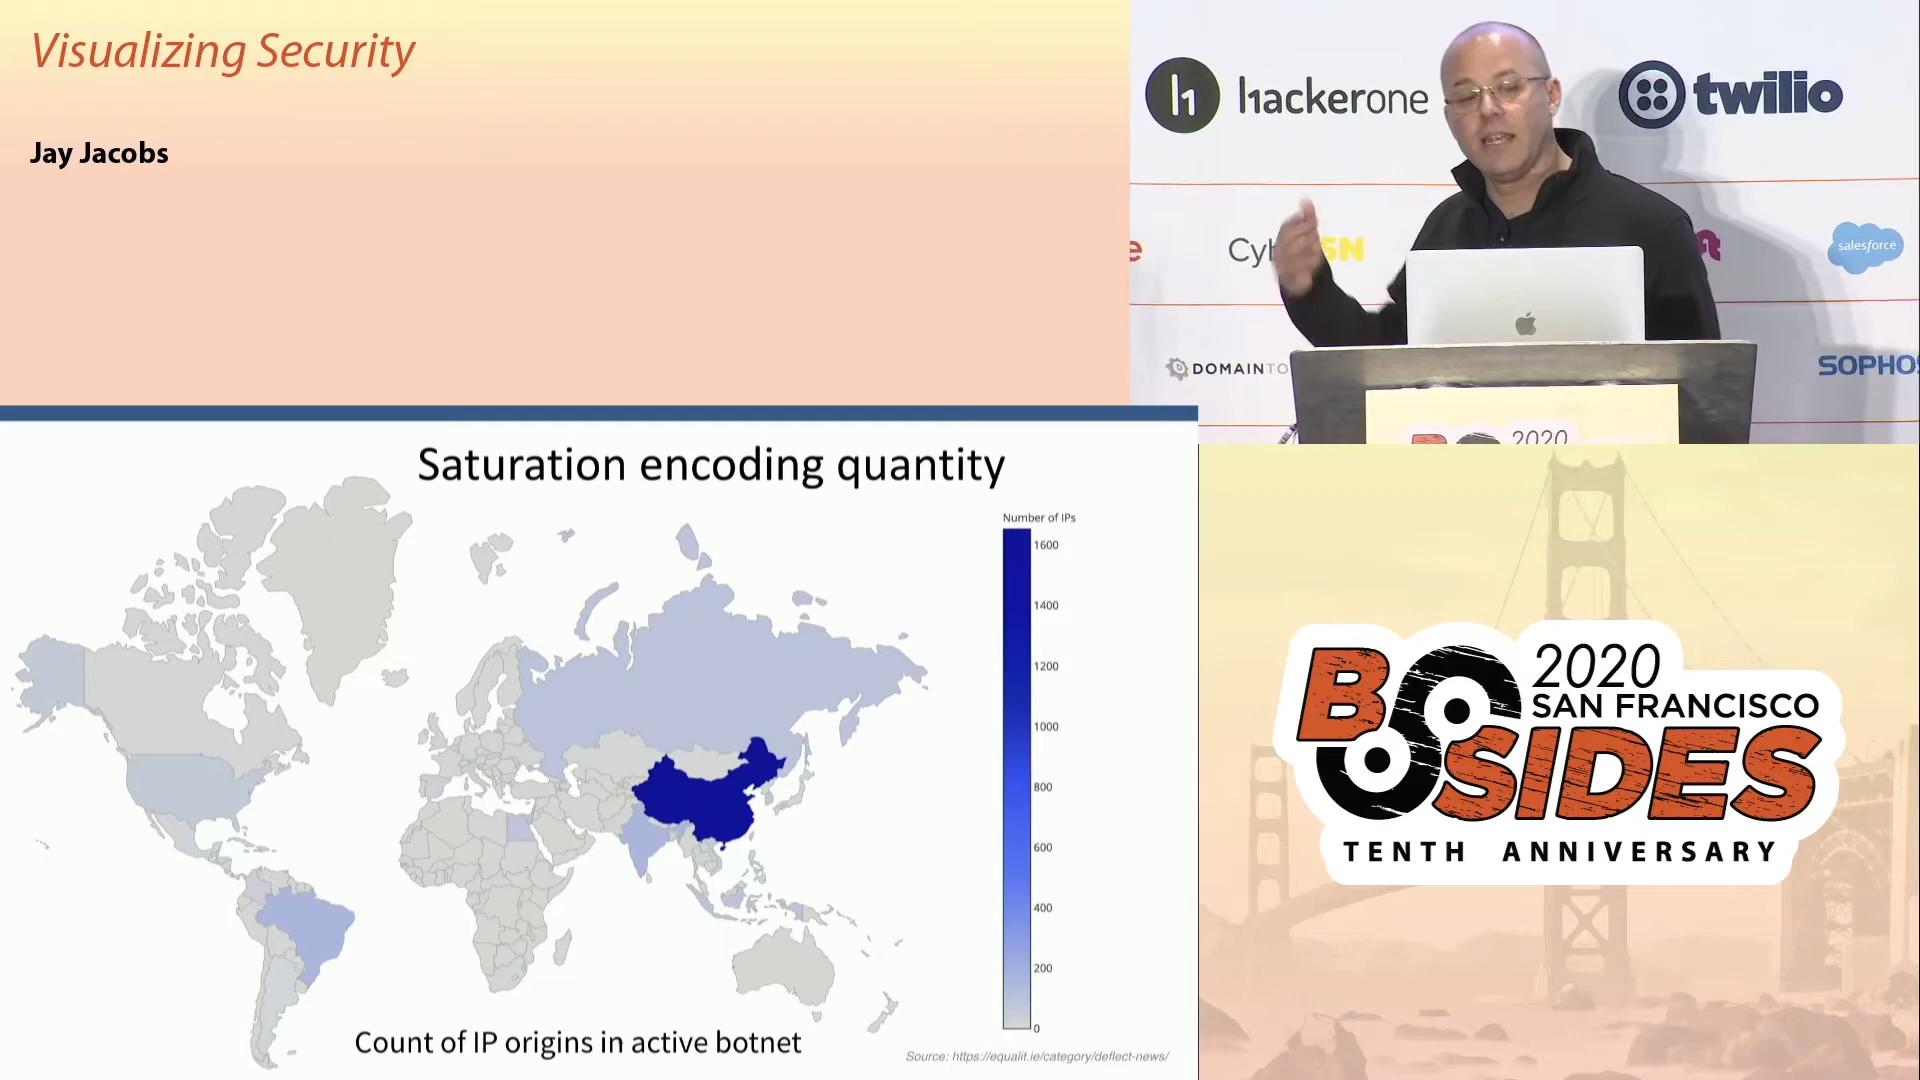 Visualizing Security
Jay Jacobs
hackerone
twilio
salesforce
DOMAINTO
SOPHOS
2020
Saturation encoding quantity
Number of IPs
1600
1400
1200
1000
800
600
400
200
0
Count of IP origins in active botnet
Source: https://equalit.ie/category/deflect-news/
2020
SAN FRANCISCO
BSIDES
TENTH ANNIVERSARY